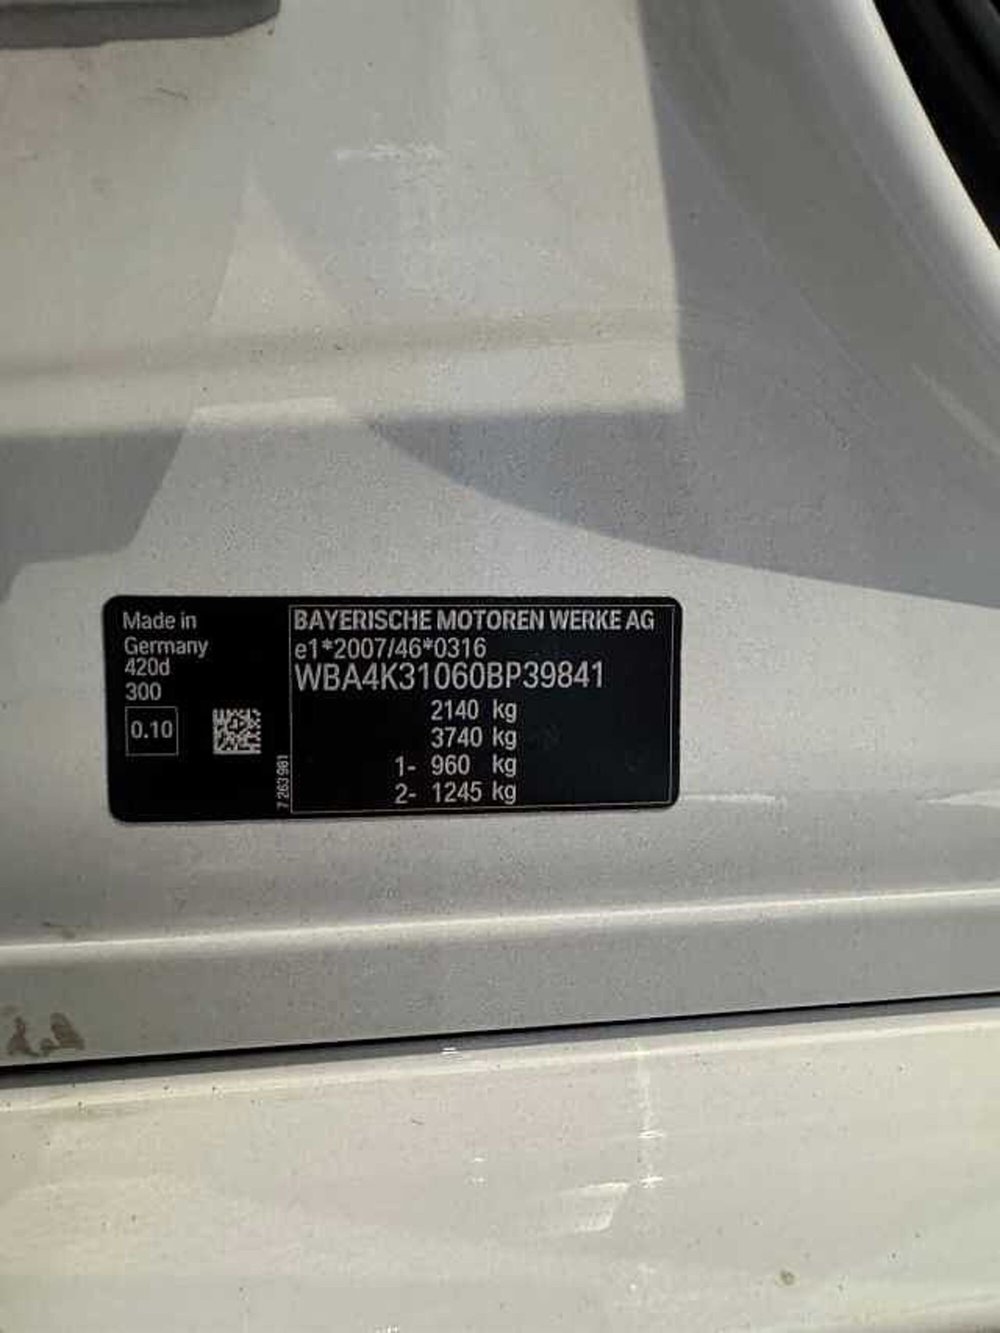 Made in
Germany
420d
300
0.10
7 263 981
BAYERISCHE MOTOREN WERKE AG
e1*2007/46*0316
WBA4K31060BP39841
2140 kg
3740 kg
1- 960 kg
2- 1245 kg